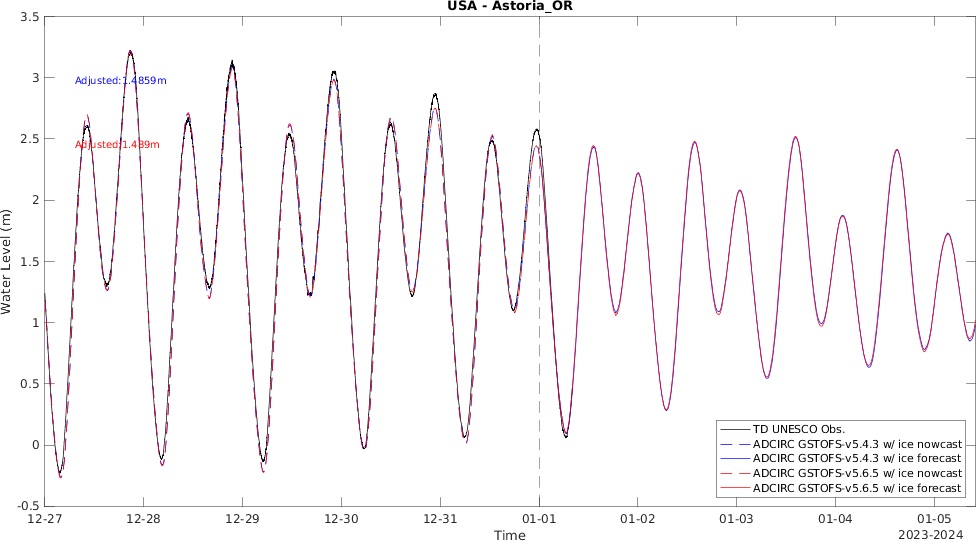 USA - Astoria_OR
3.5
3
2.5
2
1.5
1
0.5
0
-0.5
Water Level (m)
Adjusted:1.4859m
Adjusted:1.489m
TD UNESCO Obs.
ADCIRC GSTOFS-v5.4.3 w/ ice nowcast
ADCIRC GSTOFS-v5.4.3 w/ ice forecast
ADCIRC GSTOFS-v5.6.5 w/ ice nowcast
ADCIRC GSTOFS-v5.6.5 w/ ice forecast
12-27 12-28 12-29 12-30 12-31 01-01 01-02 01-03 01-04 01-05
Time
2023-2024